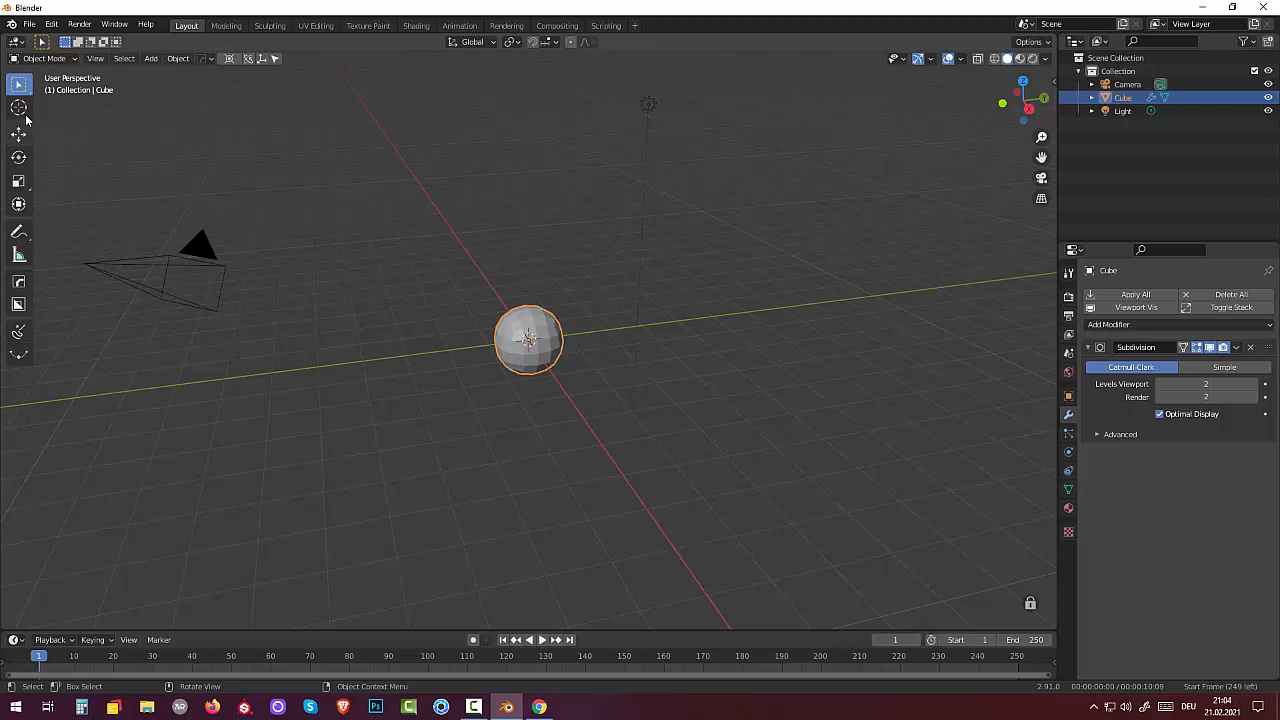 Blender
File Edit Render Window Help Layout Modeling Sculpting UV Editing Texture Paint Shading Animation Rendering Compositing Scripting + Scene View Layer
Global Options
Object Mode View Select Add Object
User Perspective
(1) Collection | Cube
Z
Y
X
Scene Collection
Collection
Camera
Cube
Light
Cube
Apply All Delete All
Viewport Vis Toggle Stack
Add Modifier
Subdivision
Catmull-Clark Simple
Levels Viewport 2
Render 2
Optimal Display
Advanced
Playback Keying View Marker 1 Start 1 End 250
1 10 20 30 40 50 60 70 80 90 100 110 120 130 140 150 160 170 180 190 200 210 220 230 240 250
Select Box Select Rotate View Object Context Menu 2.91.0 00:00:00:00 / 00:00:10:09 Start Frame (249 left)
DEU 21:04
21.02.2021